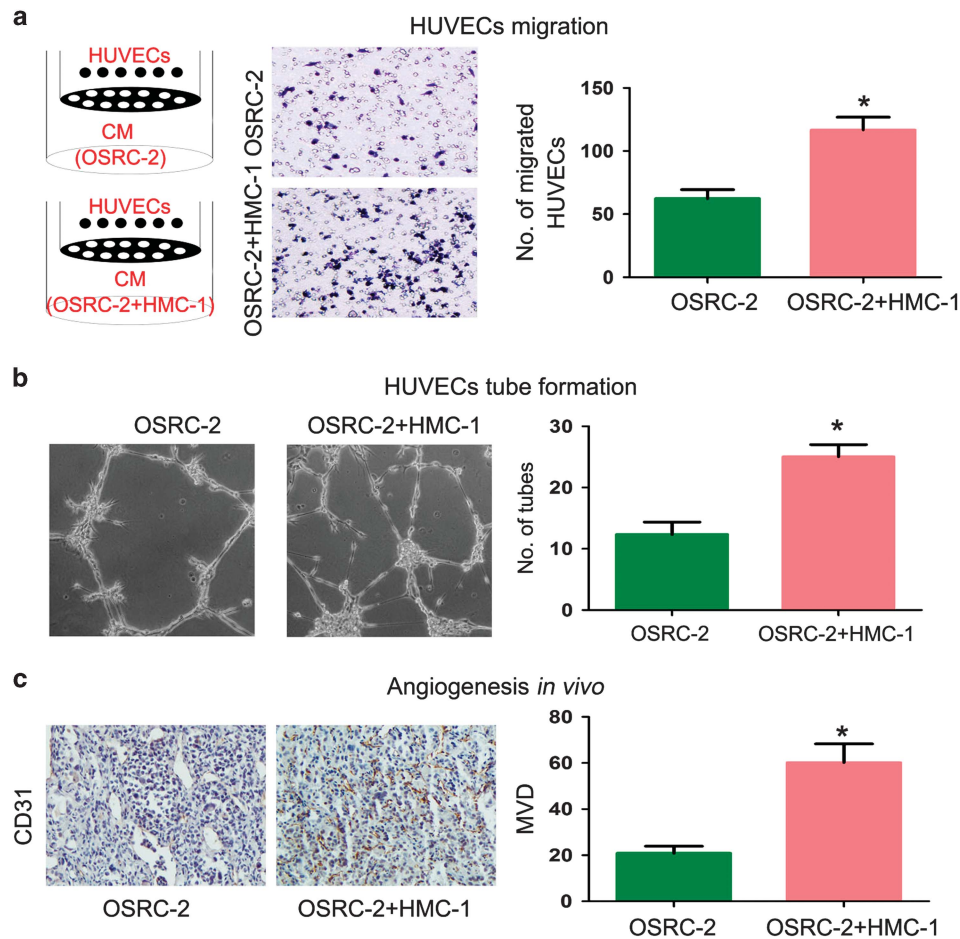 a
HUVECs migration
HUVECs
CM
(OSRC-2)
HUVECs
CM
(OSRC-2+HMC-1)
OSRC-2+HMC-1 OSRC-2
No. of migrated
HUVECs
150
100
50
0
*
OSRC-2
OSRC-2+HMC-1
b
HUVECs tube formation
OSRC-2
OSRC-2+HMC-1
No. of tubes
30
20
10
0
*
OSRC-2
OSRC-2+HMC-1
c
Angiogenesis in vivo
CD31
OSRC-2
OSRC-2+HMC-1
MVD
80
60
40
20
0
*
OSRC-2
OSRC-2+HMC-1